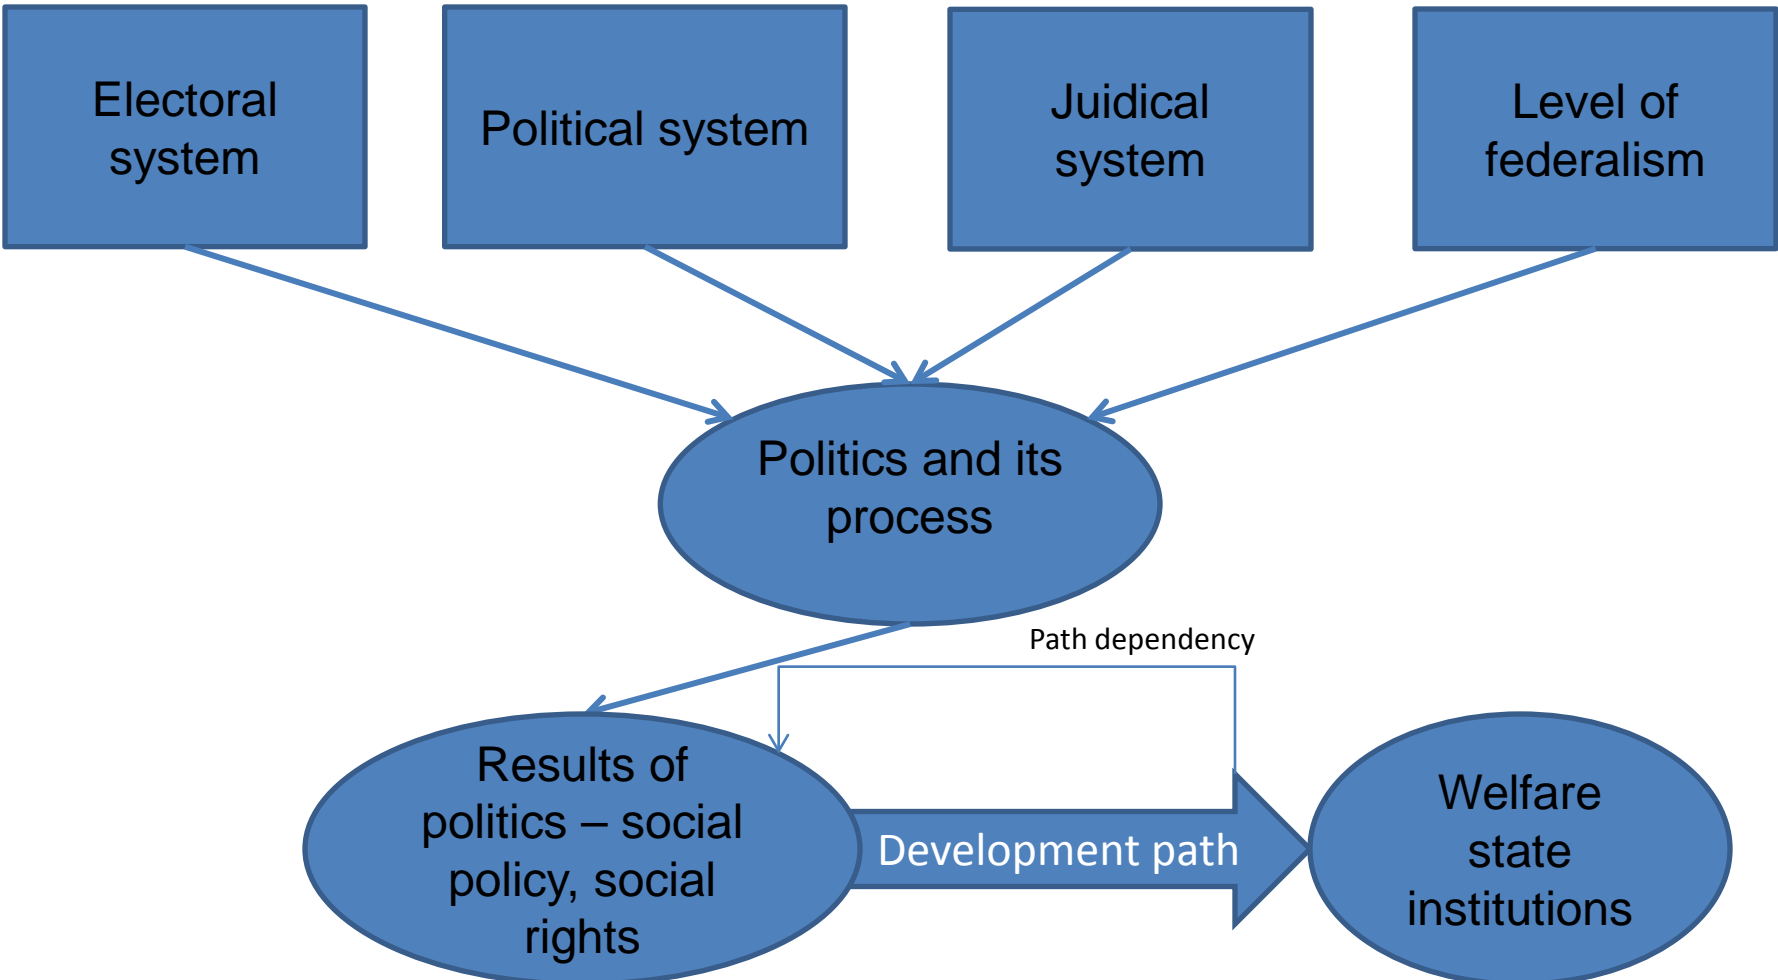 Electoral
system
Political system
Juidical
system
Level of
federalism
Politics and its
process
Path dependency
Results of
politics – social
policy, social
rights
Development path
Welfare
state
institutions